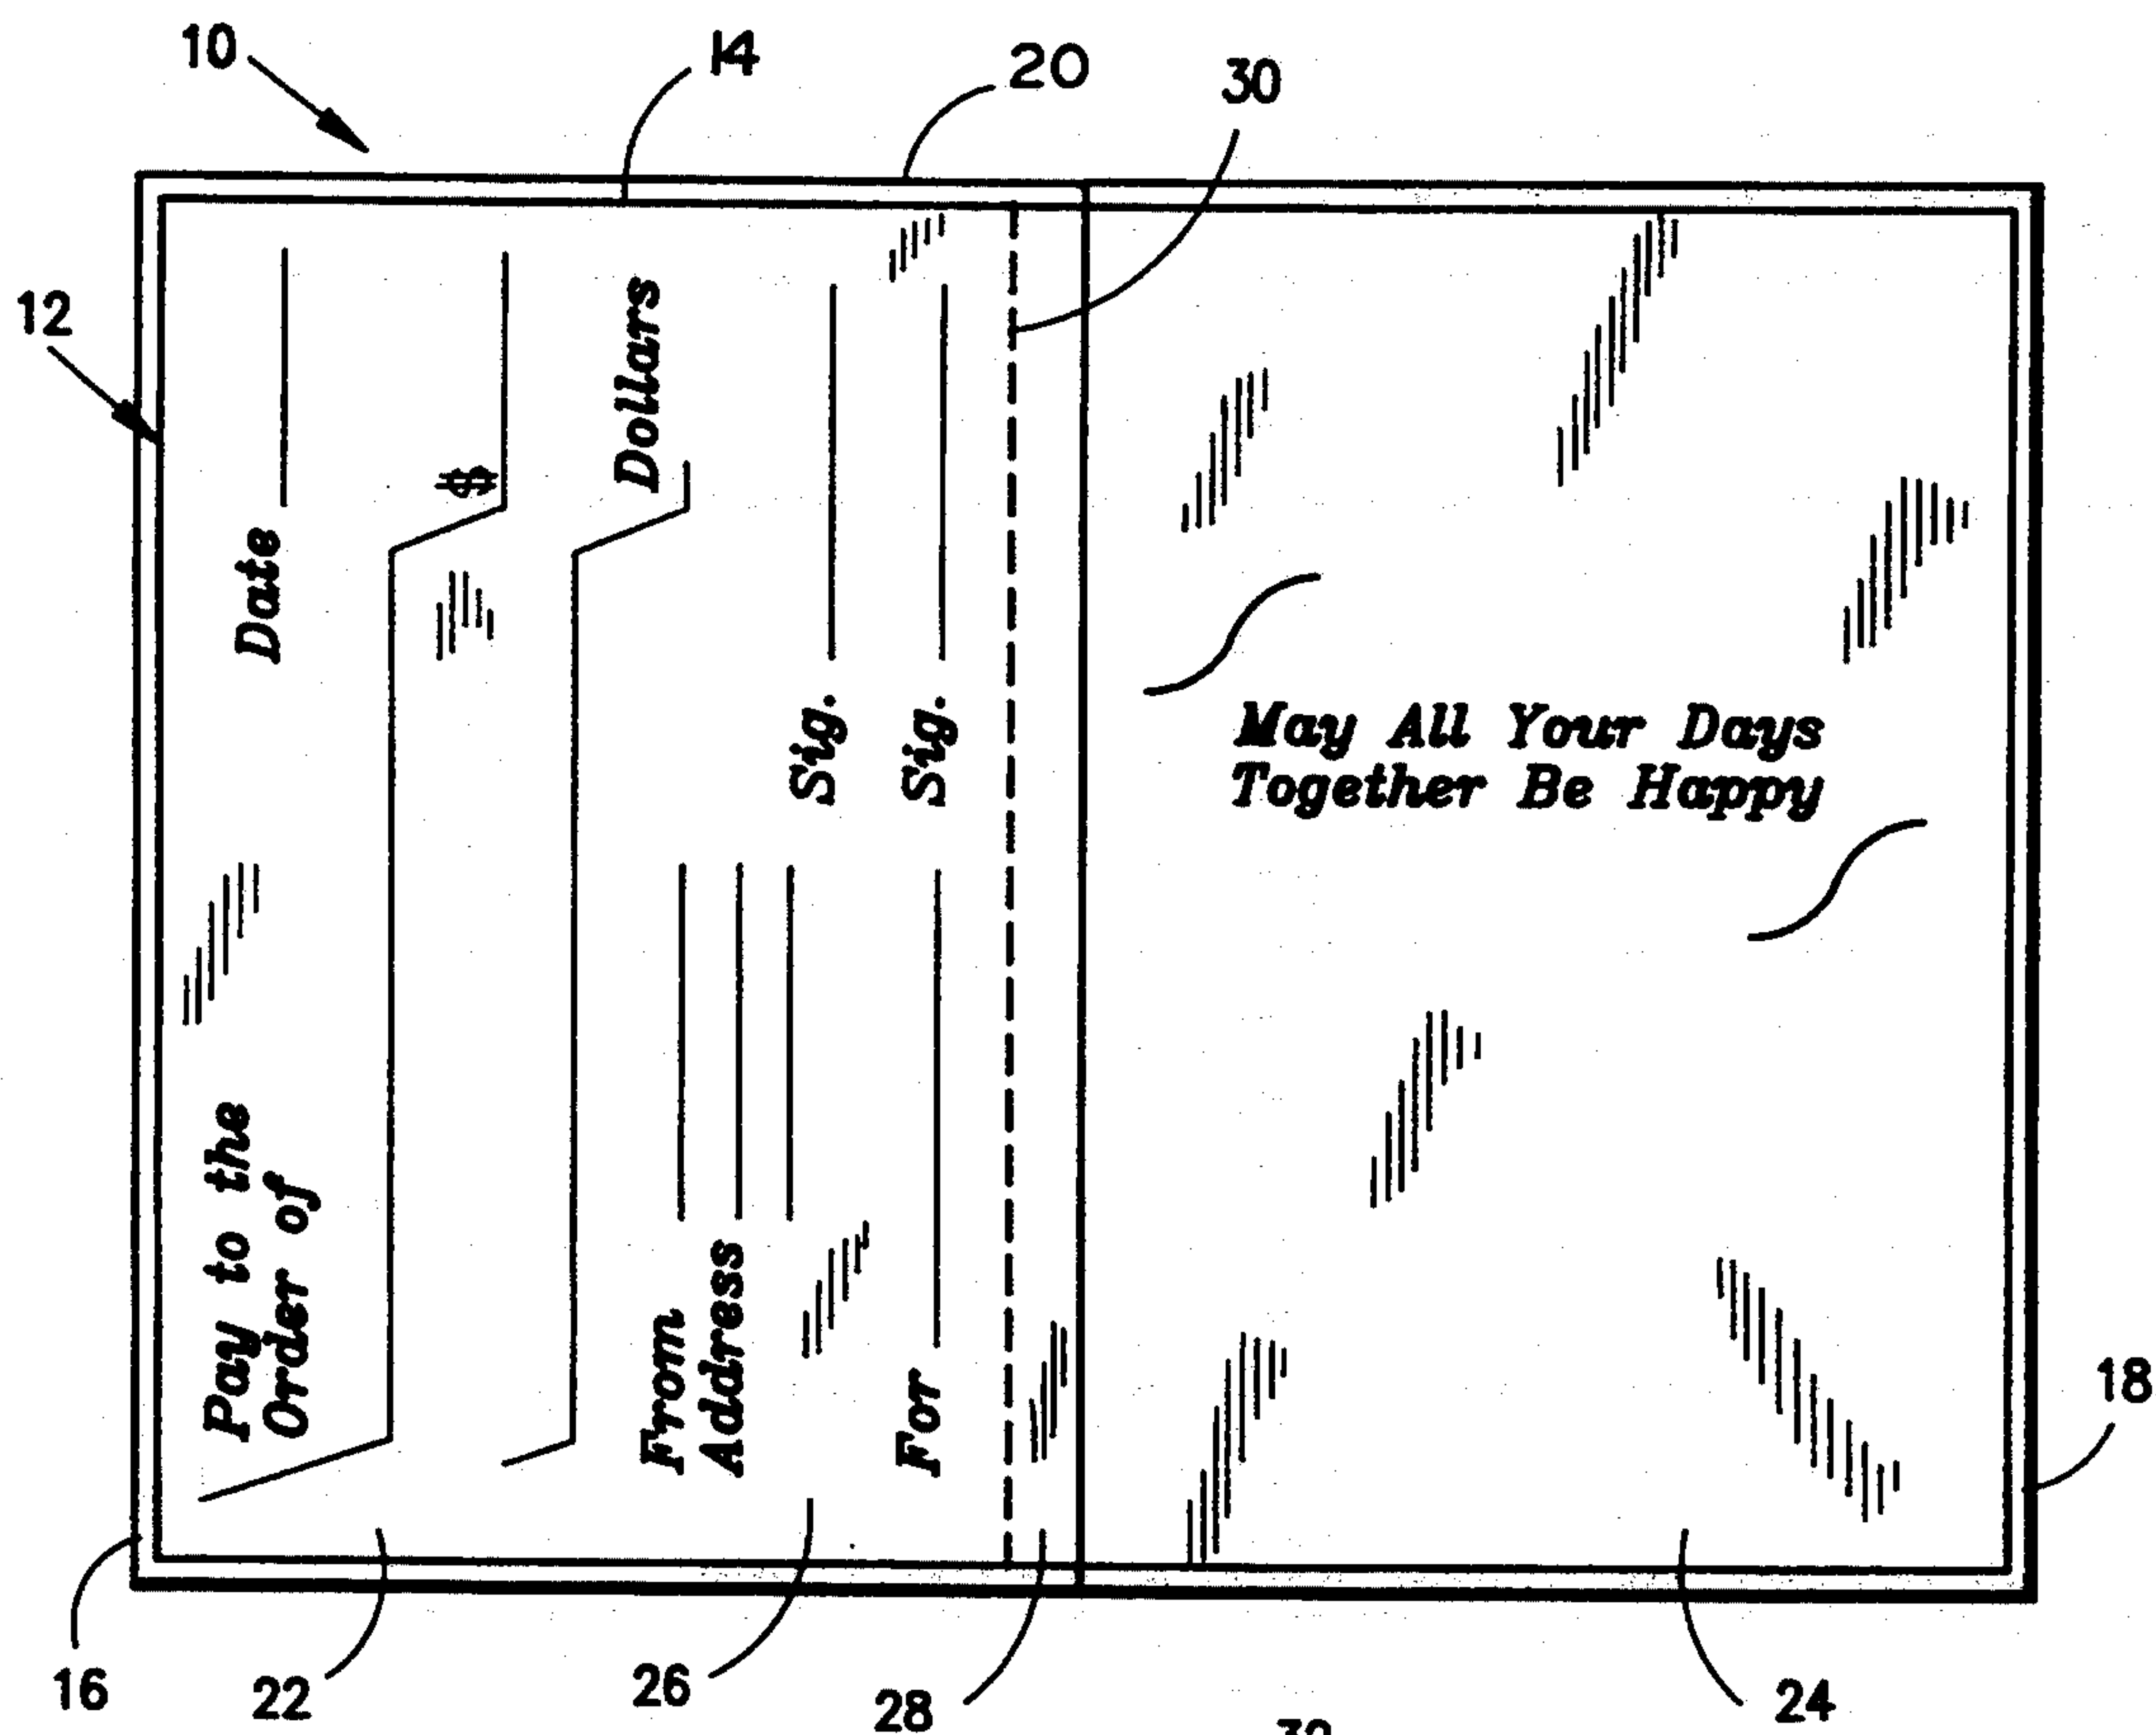 10
14
20
30
12
Date
$
Dollars
Sig.
Sig.
May All Your Days
Together Be Happy
Pay to the
Order of
From
Address
For
18
16
22
26
28
24